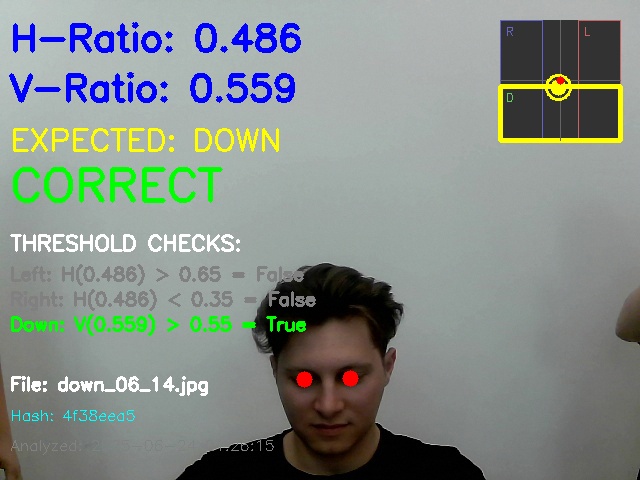 H-Ratio: 0.486
V-Ratio: 0.559
EXPECTED: DOWN
CORRECT
THRESHOLD CHECKS:
Left: H(0.486) > 0.65 = False
Right: H(0.486) < 0.35 = False
Down: V(0.559) > 0.55 = True
File: down_06_14.jpg
Hash: 4f38eea5
Analyzed:
R
L
D